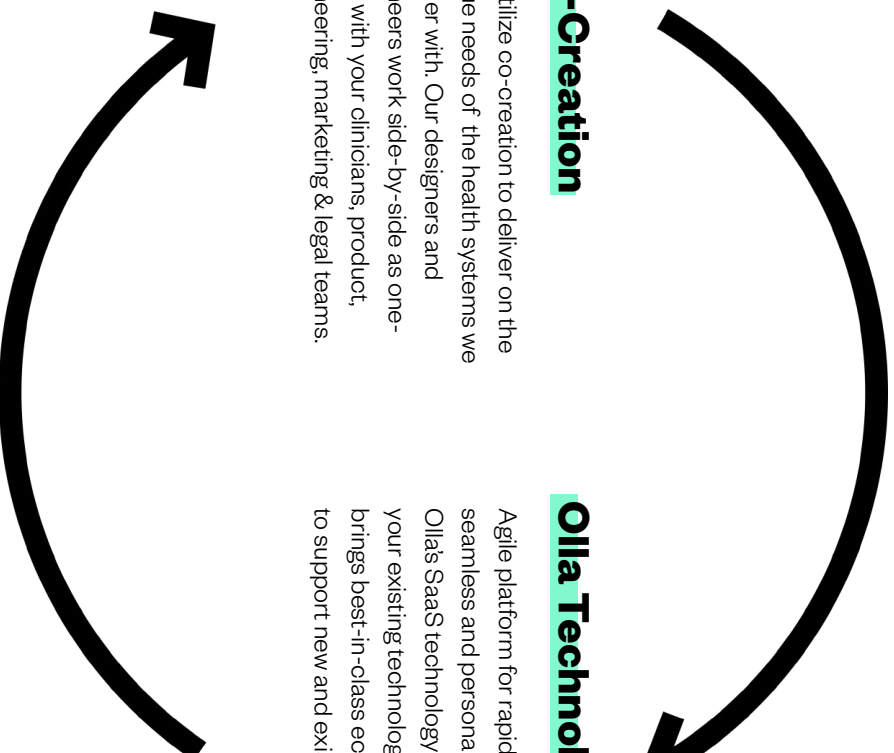 -Creation
tilize co-creation to deliver on the
e needs of the health systems we
er with. Our designers and
eers work side-by-side as one-
with your clinicians, product,
eering, marketing & legal teams.
Olla Technol
Agile platform for rapid
seamless and persona
Olla's SaaS technology
your existing technolog
brings best-in-class ec
to support new and exi